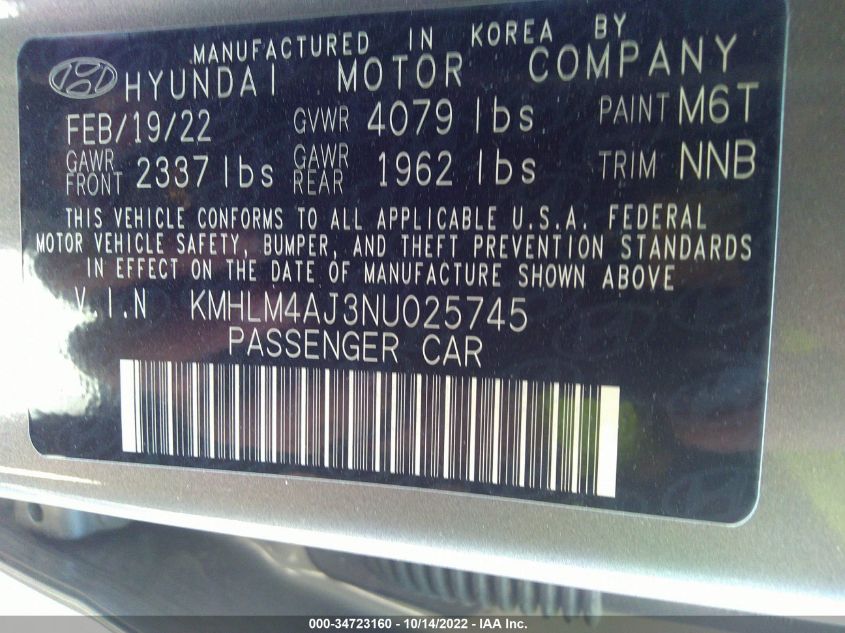 MANUFACTURED IN KOREA BY
HYUNDAI MOTOR COMPANY
FEB/19/22 GVWR 4079 lbs PAINT M6T
GAWR FRONT 2337 lbs GAWR REAR 1962 lbs TRIM NNB
THIS VEHICLE CONFORMS TO ALL APPLICABLE U.S.A. FEDERAL
MOTOR VEHICLE SAFETY, BUMPER, AND THEFT PREVENTION STANDARDS
IN EFFECT ON THE DATE OF MANUFACTURE SHOWN ABOVE
V.I.N KMHLM4AJ3NU025745
PASSENGER CAR
000-34723160 - 10/14/2022 - IAA Inc.